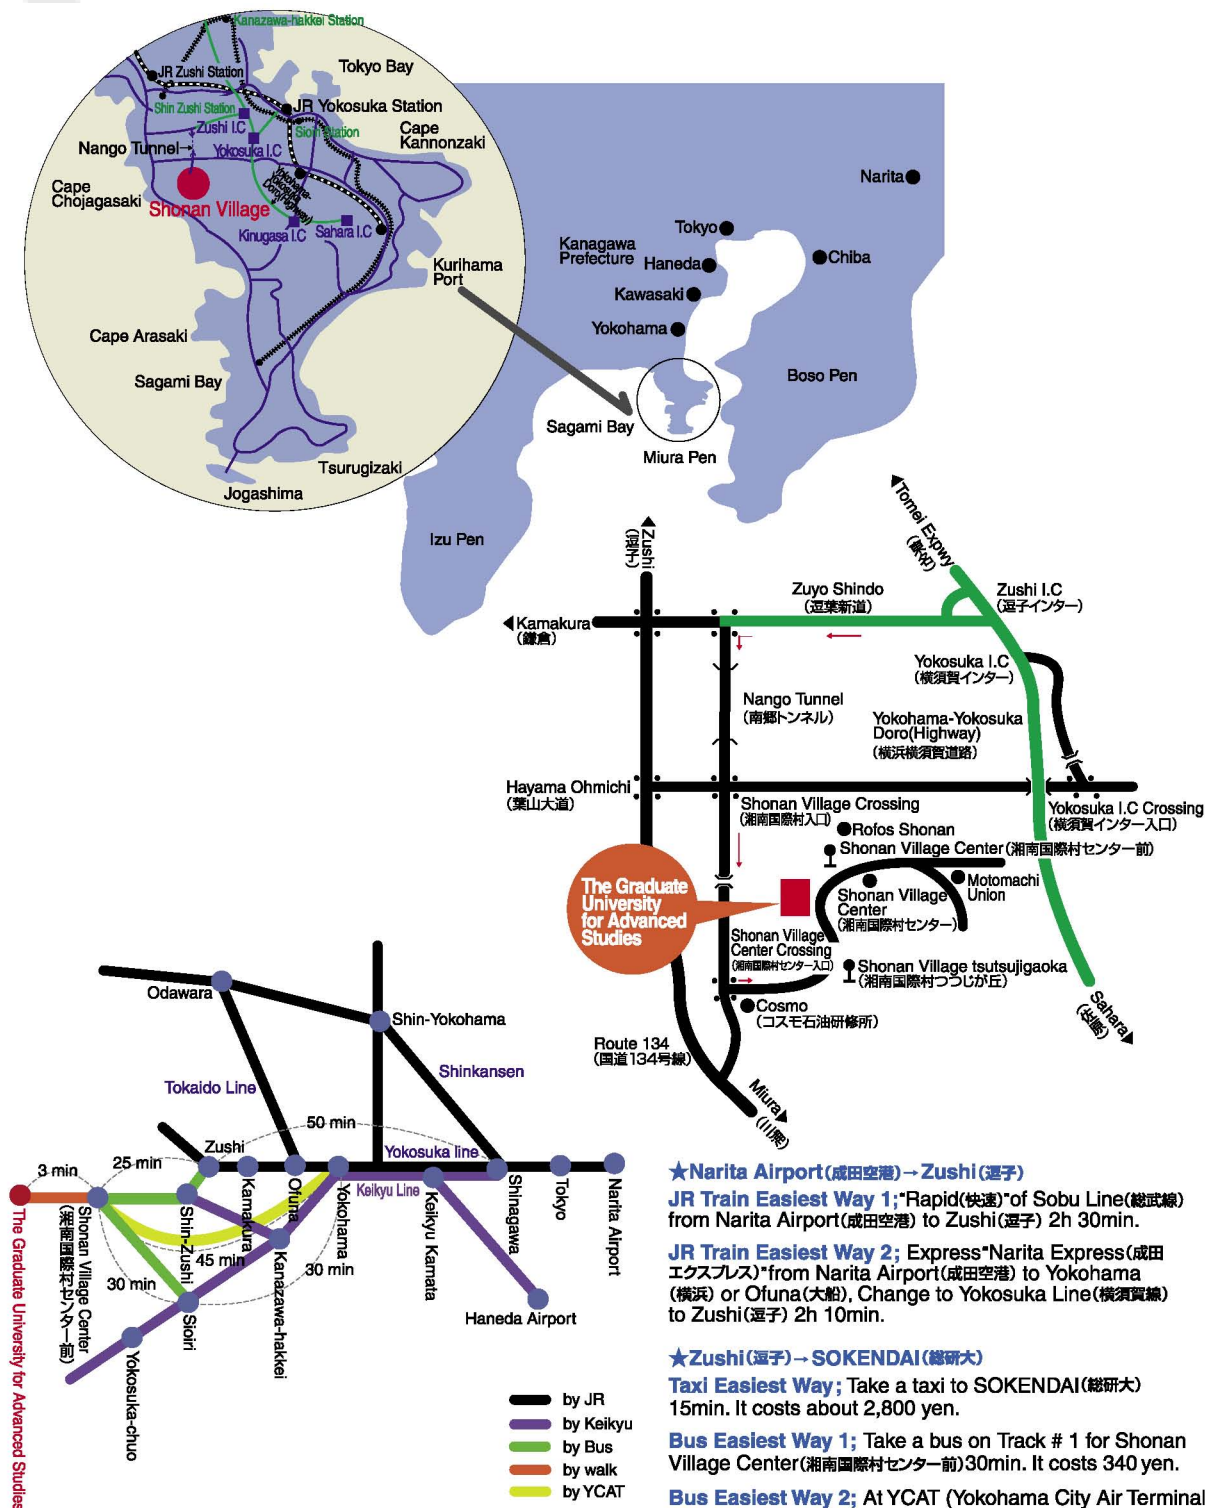 Kanazawa-hakkei Station
Tokyo Bay
JR Zushi Station
Shin Zushi Station
JR Yokosuka Station
Zushi I.C
Sioiri Station
Cape
Kannonzaki
Nango Tunnel→
Yokosuka I.C
Cape
Chojagasaki
Yokohama-
Yokosuka
Doro(Highway)
Shonan Village
Kinugasa I.C
Sahara I.C
Kurihama
Port
Cape Arasaki
Sagami Bay
Tsurugizaki
Jogashima
Narita
Tokyo
Kanagawa
Prefecture
Haneda
Chiba
Kawasaki
Yokohama
Boso Pen
Sagami Bay
Miura Pen
Izu Pen
▲Tomei Expwy
(東名)
▲Zushi
(逗子)
Zuyo Shindo
(逗葉新道)
Zushi I.C
(逗子インター)
◀Kamakura
(鎌倉)
Yokosuka I.C
(横須賀インター)
Nango Tunnel
(南郷トンネル)
Yokohama-Yokosuka
Doro(Highway)
(横浜横須賀道路)
Hayama Ohmichi
(葉山大道)
Shonan Village Crossing
(湘南国際村入口)
Yokosuka I.C Crossing
(横須賀インター入口)
Rofos Shonan
Shonan Village Center(湘南国際村センター前)
The Graduate
University
for Advanced
Studies
Shonan Village
Center
(湘南国際村センター)
Motomachi
Union
Shonan Village
Center Crossing
(湘南国際村センター入口)
Shonan Village tsutsujigaoka
(湘南国際村つつじが丘)
Cosmo
(コスモ石油研修所)
Sahara▶
(佐原)
Route 134
(国道134号線)
Miura▶
(三浦)
Odawara
Shin-Yokohama
Tokaido Line
Shinkansen
50 min
Zushi
Yokosuka line
3 min
25 min
Keikyu Line
The Graduate University for Advanced Studies
Shonan Village Center
(湘南国際村センター前)
Shin-Zushi
Kamakura
Ofuna
Yokohama
Keikyu Kamata
Shinagawa
Tokyo
Narita Airport
45 min
30 min
30 min
Kanazawa-hakkei
Sioiri
Yokosuka-chuo
Haneda Airport
by JR
by Keikyu
by Bus
by walk
by YCAT
★Narita Airport(成田空港)→Zushi(逗子)
JR Train Easiest Way 1;"Rapid(快速)"of Sobu Line(総武線)
from Narita Airport(成田空港) to Zushi(逗子) 2h 30min.
JR Train Easiest Way 2; Express"Narita Express(成田
エクスプレス)"from Narita Airport(成田空港) to Yokohama
(横浜) or Ofuna(大船), Change to Yokosuka Line(横須賀線)
to Zushi(逗子) 2h 10min.
★Zushi(逗子)→SOKENDAI(総研大)
Taxi Easiest Way; Take a taxi to SOKENDAI(総研大)
15min. It costs about 2,800 yen.
Bus Easiest Way 1; Take a bus on Track # 1 for Shonan
Village Center(湘南国際村センター前)30min. It costs 340 yen.
Bus Easiest Way 2; At YCAT (Yokohama City Air Terminal